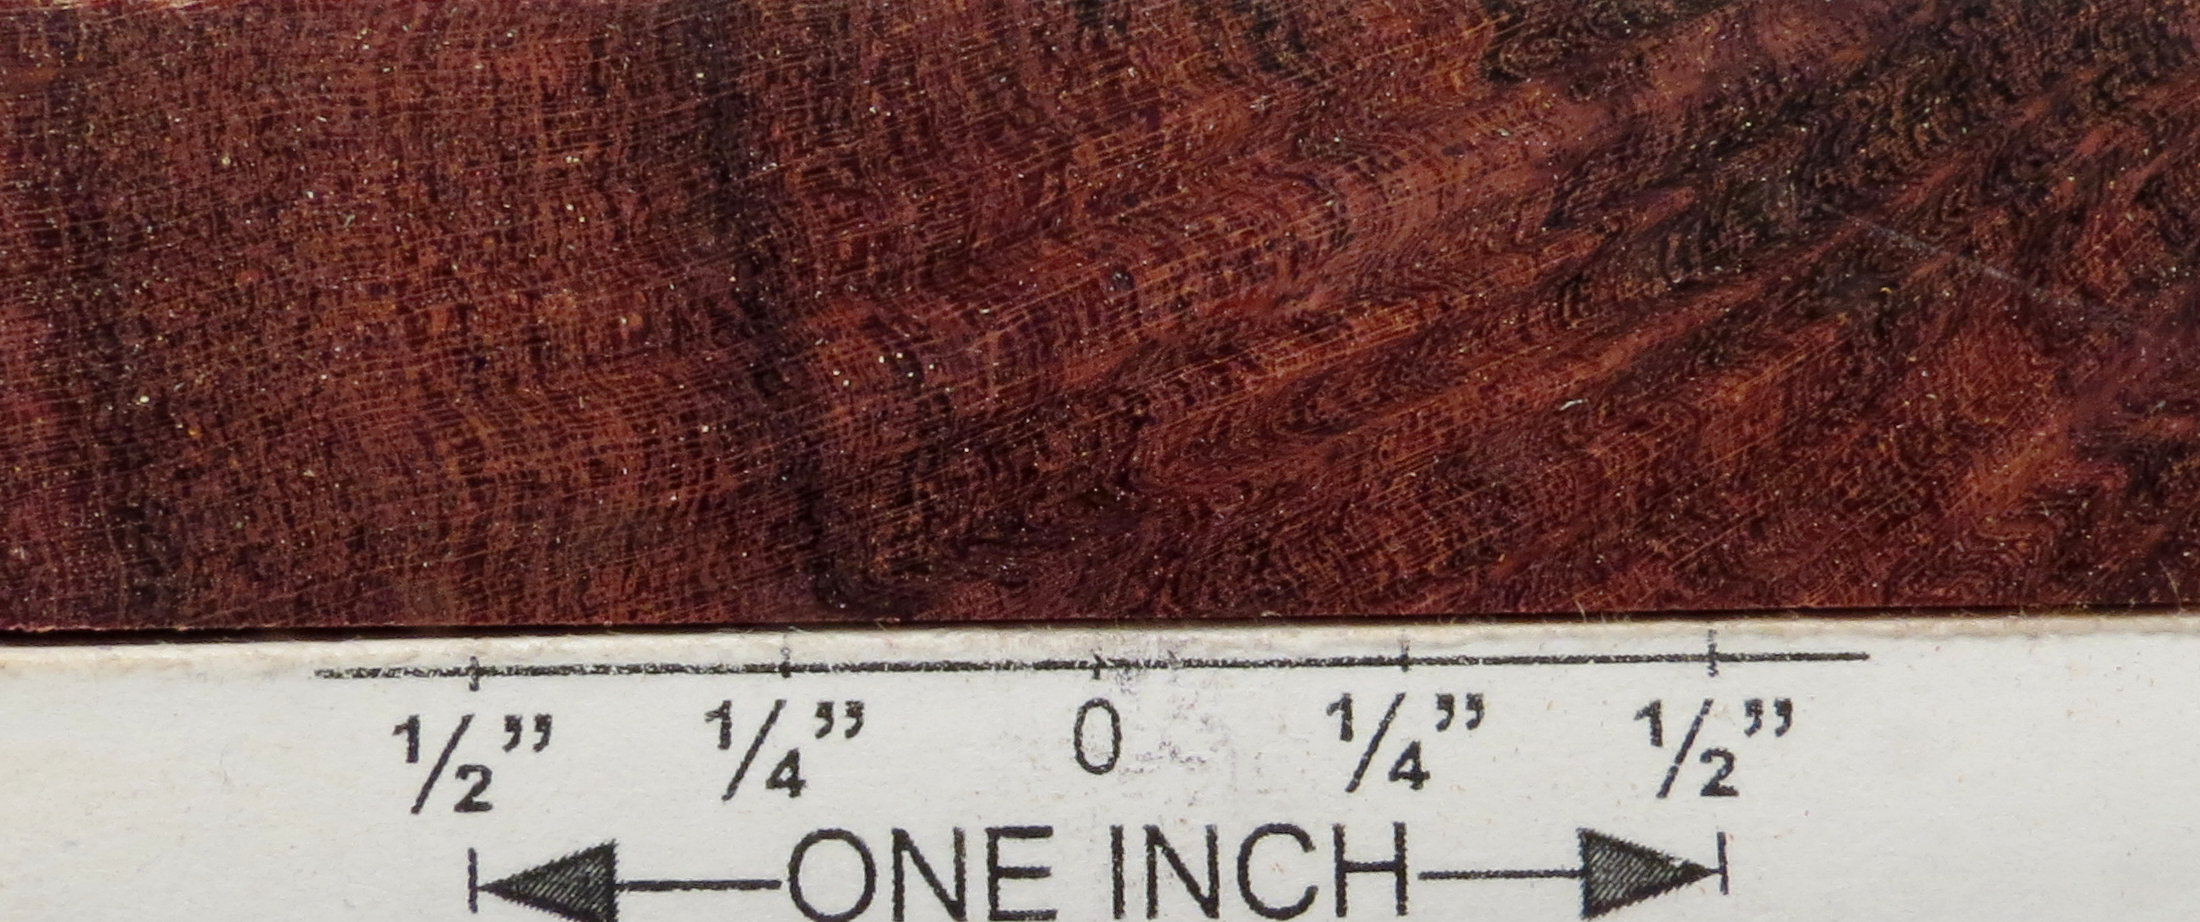 1/2” 1/4” 0 1/4” 1/2”
ONE INCH